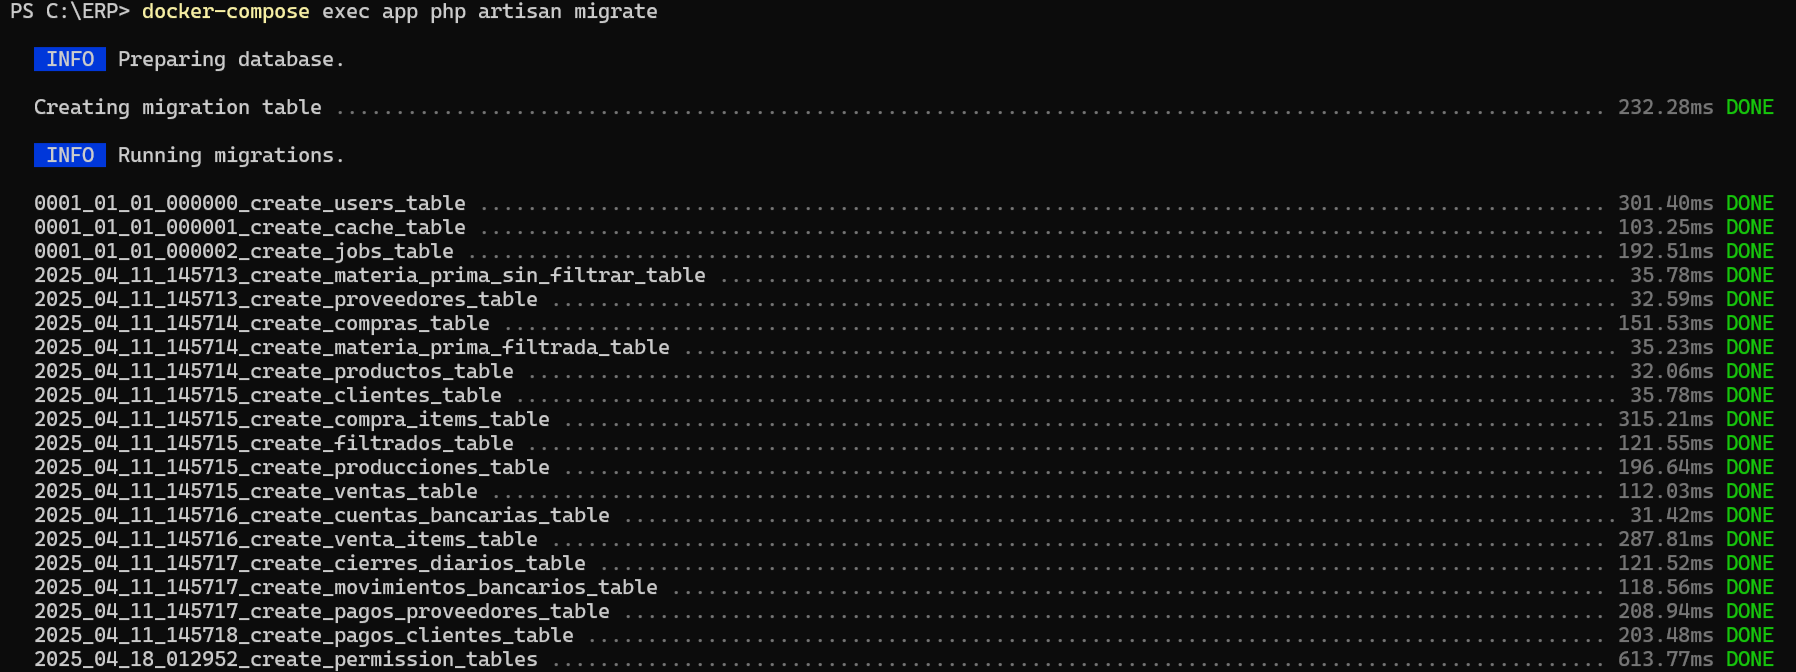 PS C:\ERP> docker-compose exec app php artisan migrate
INFO Preparing database.
Creating migration table ........................................................................................................... 232.28ms DONE
INFO Running migrations.
0001_01_01_000000_create_users_table ............................................................................................... 301.40ms DONE
0001_01_01_000001_create_cache_table ............................................................................................... 103.25ms DONE
0001_01_01_000002_create_jobs_table ................................................................................................ 192.51ms DONE
2025_04_11_145713_create_materia_prima_sin_filtrar_table ............................................................................ 35.78ms DONE
2025_04_11_145713_create_proveedores_table .......................................................................................... 32.59ms DONE
2025_04_11_145714_create_compras_table ............................................................................................. 151.53ms DONE
2025_04_11_145714_create_materia_prima_filtrada_table ............................................................................... 35.23ms DONE
2025_04_11_145714_create_productos_table ............................................................................................ 32.06ms DONE
2025_04_11_145715_create_clientes_table ............................................................................................. 35.78ms DONE
2025_04_11_145715_create_compra_items_table ........................................................................................ 315.21ms DONE
2025_04_11_145715_create_filtrados_table ........................................................................................... 121.55ms DONE
2025_04_11_145715_create_producciones_table ........................................................................................ 196.64ms DONE
2025_04_11_145715_create_ventas_table .............................................................................................. 112.03ms DONE
2025_04_11_145716_create_cuentas_bancarias_table .................................................................................... 31.42ms DONE
2025_04_11_145716_create_venta_items_table ......................................................................................... 287.81ms DONE
2025_04_11_145717_create_cierres_diarios_table ..................................................................................... 121.52ms DONE
2025_04_11_145717_create_movimientos_bancarios_table ............................................................................... 118.56ms DONE
2025_04_11_145717_create_pagos_proveedores_table ................................................................................... 208.94ms DONE
2025_04_11_145718_create_pagos_clientes_table ...................................................................................... 203.48ms DONE
2025_04_18_012952_create_permission_tables ......................................................................................... 613.77ms DONE